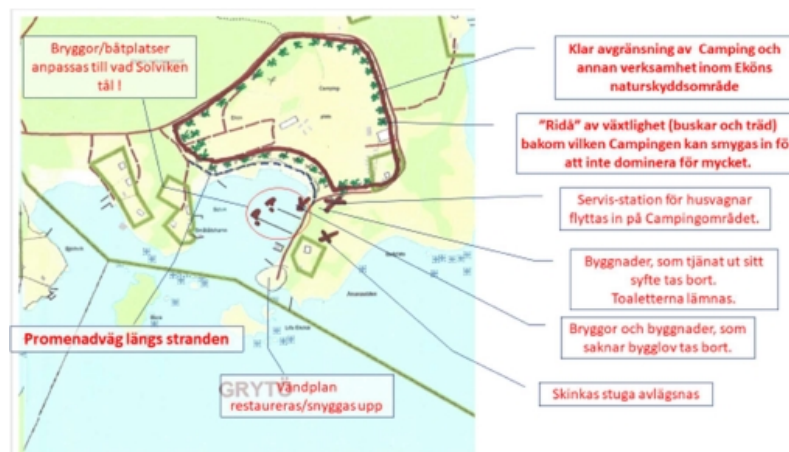 Bryggor/båtplatser
anpassas till vad Solviken
tål !
Klar avgränsning av Camping och
annan verksamhet inom Eköns
naturskyddsområde
"Ridå" av växtlighet (buskar och träd)
bakom vilken Campingen kan smygas in fö
att inte dominera för mycket.
Servis-station för husvagnar
flyttas in på Campingområdet.
Byggnader, som tjänat ut sitt
syfte tas bort.
Toaletterna lämnas.
Bryggor och byggnader, som
saknar bygglov tas bort.
Skinkas stuga avlägsnas
Promenadväg längs stranden
GRYT
Vändplan
restaureras/snyggas upp
Camping